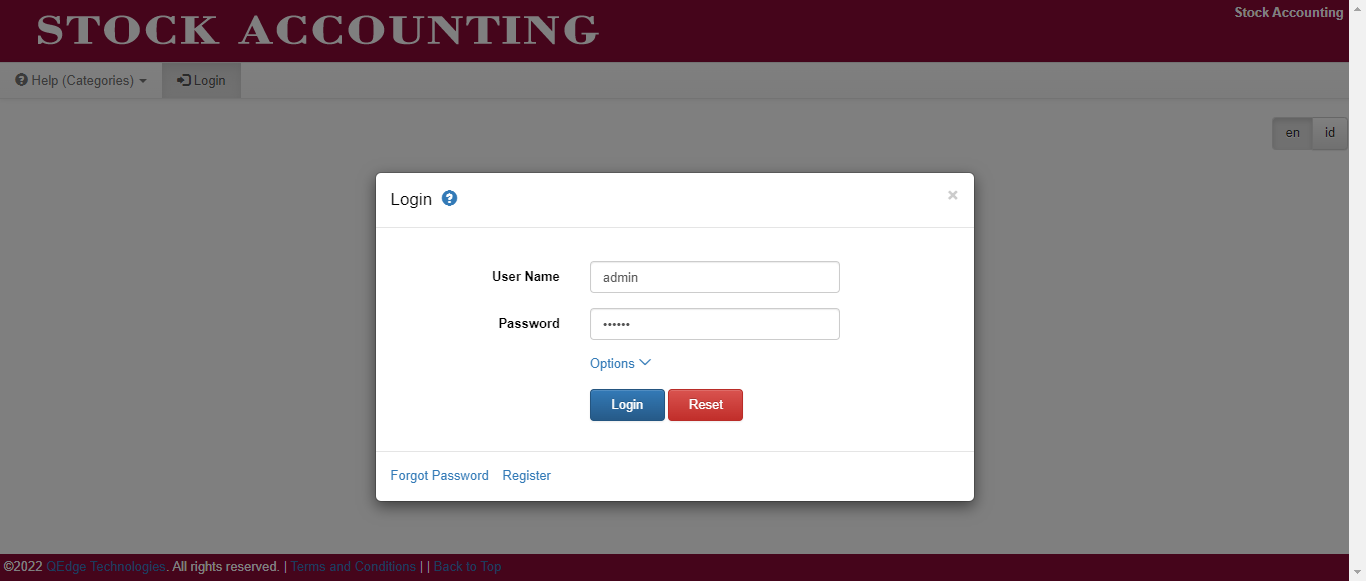 STOCK ACCOUNTING
Stock Accounting
Help (Categories) Login
en id
Login
×
User Name admin
Password ••••••
Options
Login Reset
Forgot Password Register
©2022 QEdge Technologies. All rights reserved. | Terms and Conditions | | Back to Top